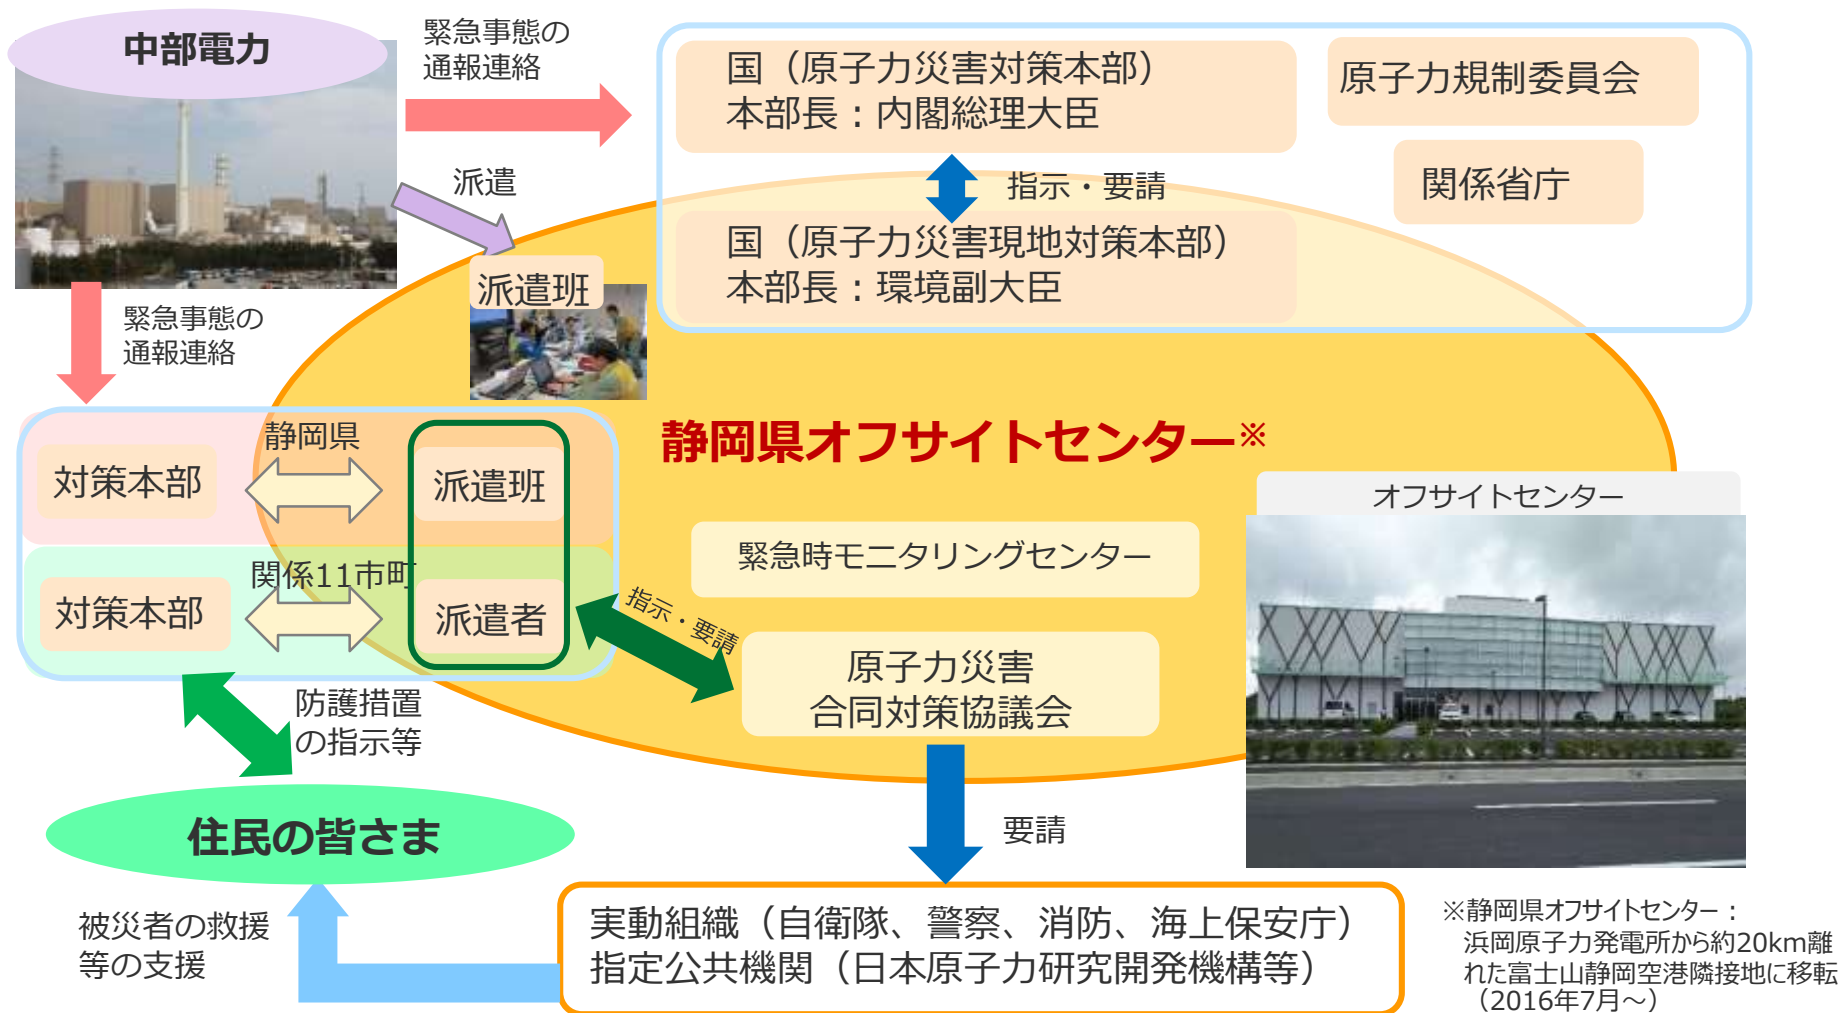 中部電力
緊急事態の
通報連絡
国（原子力災害対策本部）
本部長：内閣総理大臣
原子力規制委員会
関係省庁
指示・要請
国（原子力災害現地対策本部）
本部長：環境副大臣
派遣
派遣班
緊急事態の
通報連絡
静岡県オフサイトセンター※
静岡県
対策本部
派遣班
関係11市町
対策本部
派遣者
指示・要請
緊急時モニタリングセンター
原子力災害
合同対策協議会
オフサイトセンター
防護措置
の指示等
住民の皆さま
要請
被災者の救援
等の支援
実動組織（自衛隊、警察、消防、海上保安庁）
指定公共機関（日本原子力研究開発機構等）
※静岡県オフサイトセンター：
浜岡原子力発電所から約20km離
れた富士山静岡空港隣接地に移転
（2016年7月～）